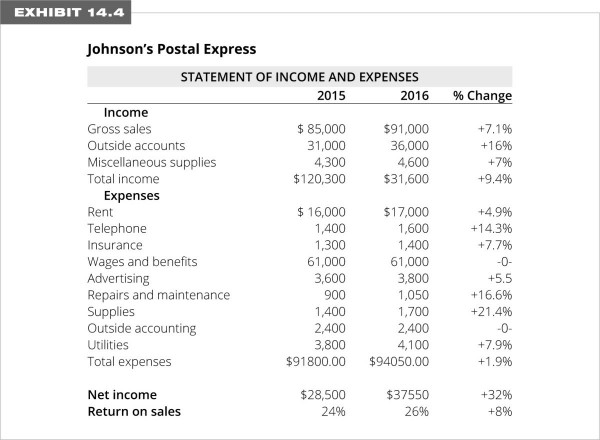 EXHIBIT 14.4
Johnson's Postal Express
STATEMENT OF INCOME AND EXPENSES
2015 2016 % Change
Income
Gross sales $ 85,000 $91,000 +7.1%
Outside accounts 31,000 36,000 +16%
Miscellaneous supplies 4,300 4,600 +7%
Total income $120,300 $31,600 +9.4%
Expenses
Rent $ 16,000 $17,000 +4.9%
Telephone 1,400 1,600 +14.3%
Insurance 1,300 1,400 +7.7%
Wages and benefits 61,000 61,000 -0-
Advertising 3,600 3,800 +5.5
Repairs and maintenance 900 1,050 +16.6%
Supplies 1,400 1,700 +21.4%
Outside accounting 2,400 2,400 -0-
Utilities 3,800 4,100 +7.9%
Total expenses $91800.00 $94050.00 +1.9%
Net income $28,500 $37550 +32%
Return on sales 24% 26% +8%